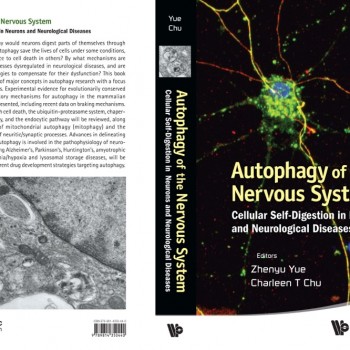 Nervous System
in Neurons and Neurological Diseases
y would neurons digest parts of themselves through
tophagy save the lives of cells under some conditions,
ce to cell death in others? By what mechanisms are
esses dysregulated in neurological diseases, and are
gies to compensate for their dysfunction? This book
of major concepts in autophagy research with a focus
s. Experimental evidence for evolutionarily conserved
ory mechanisms for autophagy in the mammalian
esented, including recent data on braking mechanisms.
h cell death, the ubiquitin-proteasome system, chaper-
y, and the endocytic pathway will be reviewed, along
of mitochondrial autophagy (mitophagy) and the
f neuritic/synaptic processes. Advances in delineating
utophagy is involved in the pathophysiology of neuro-
ng Alzheimer's, Parkinson's, Huntington's, amyotrophic
ia/hypoxia and lysosomal storage diseases, will be
rent drug development strategies targeting autophagy.
Yue
Chu
Autophagy of the Nervous System
Cellular Self-Digestion in Neurons and Neurological Diseases
Autophagy of
Nervous Syst
Cellular Self-Digestion in
and Neurological Diseases
Editors
Zhenyu Yue
Charleen T Chu